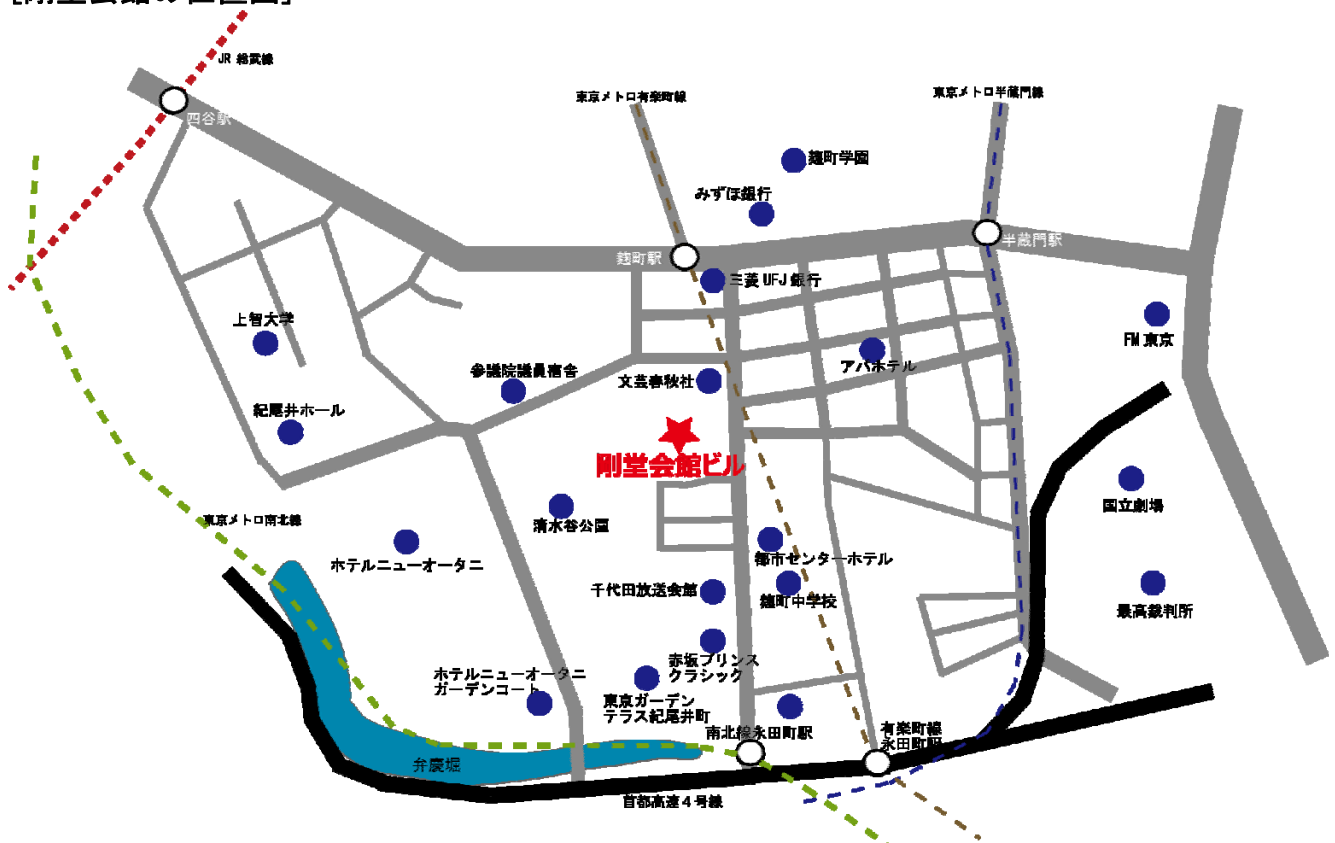 [剛堂会館の位置図]
JR 総武線
四谷駅
東京メトロ有楽町線
東京メトロ半蔵門線
麹町学園
みずほ銀行
麹町駅
半蔵門駅
三菱 UFJ 銀行
上智大学
FM 東京
参議院議員宿舎
文芸春秋社
アパホテル
紀尾井ホール
剛堂会館ビル
国立劇場
東京メトロ南北線
清水谷公園
ホテルニューオータニ
都市センターホテル
千代田放送会館
麹町中学校
最高裁判所
赤坂プリンス
クラシック
ホテルニューオータニ
ガーデンコート
東京ガーデン
テラス紀尾井町
南北線永田町駅
有楽町線
永田町駅
弁慶堀
首都高速4号線